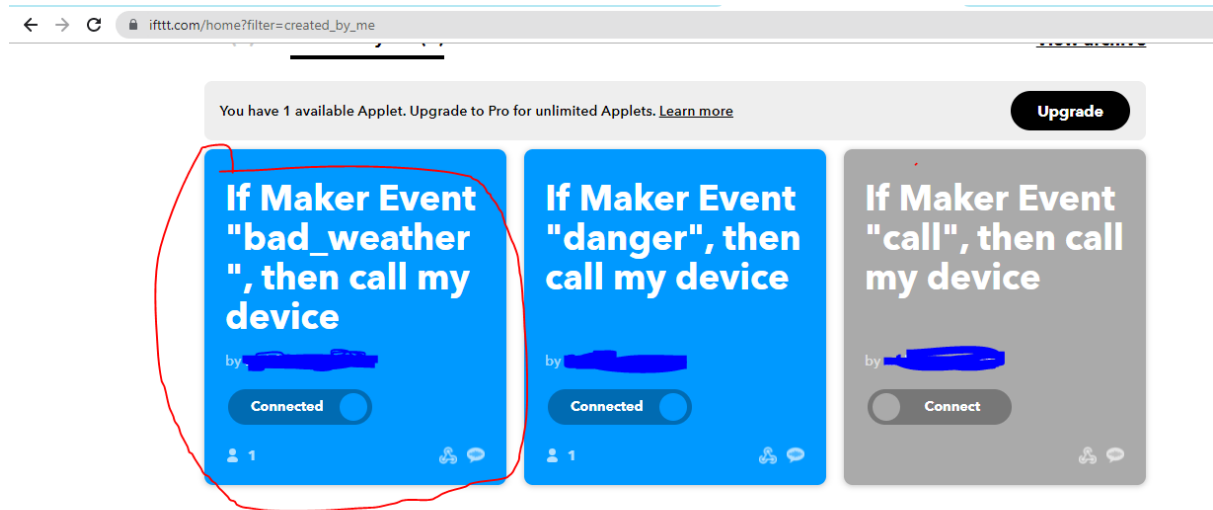 ifttt.com/home?filter=created_by_me
View archive
You have 1 available Applet. Upgrade to Pro for unlimited Applets. Learn more
Upgrade
If Maker Event
"bad_weather
", then call my
device
by
Connected
1
If Maker Event
"danger", then
call my device
by
Connected
1
If Maker Event
"call", then call
my device
by
Connect